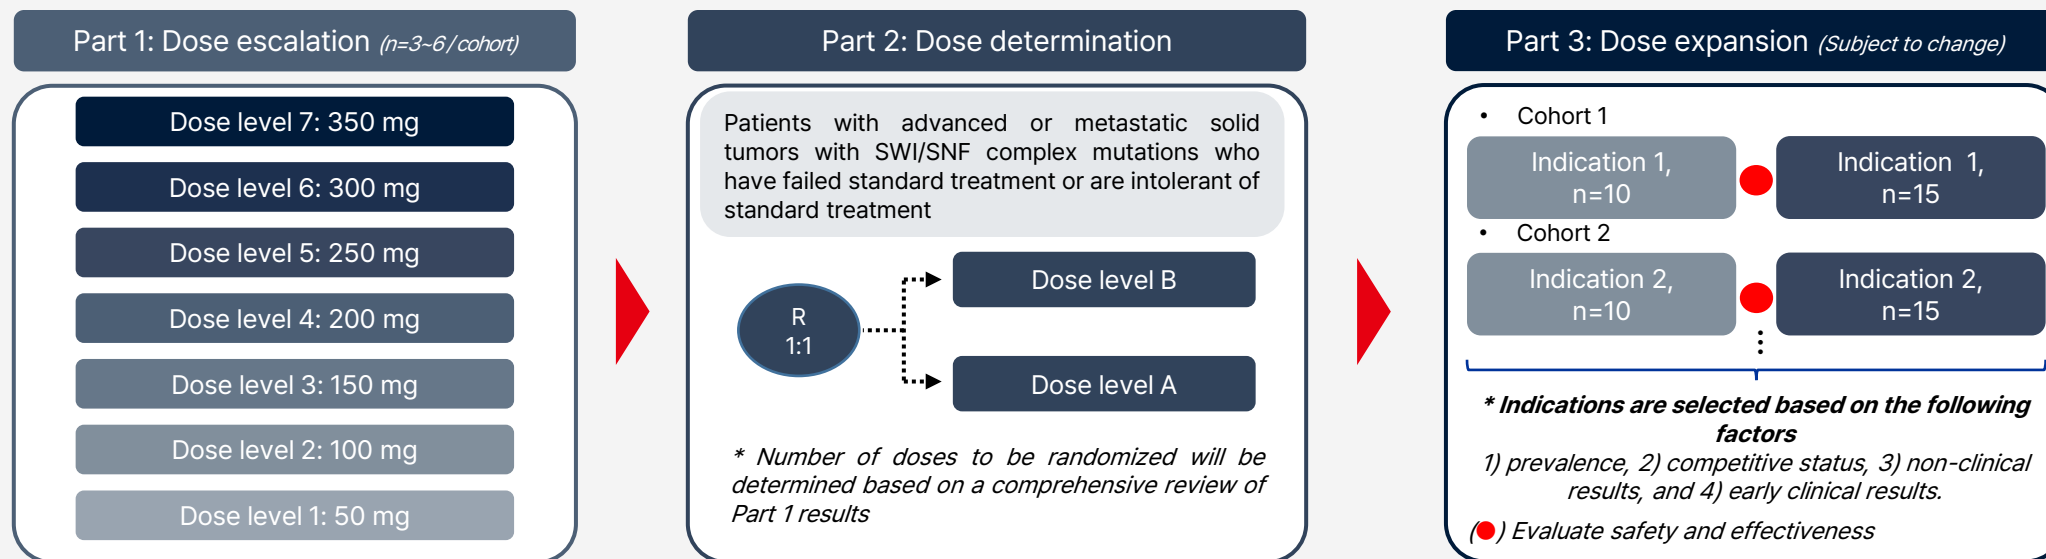 Part 1: Dose escalation (n=3~6 / cohort)
Dose level 7: 350 mg
Dose level 6: 300 mg
Dose level 5: 250 mg
Dose level 4: 200 mg
Dose level 3: 150 mg
Dose level 2: 100 mg
Dose level 1: 50 mg
Part 2: Dose determination
Patients with advanced or metastatic solid
tumors with SWI/SNF complex mutations who
have failed standard treatment or are intolerant of
standard treatment
R
1:1
Dose level B
Dose level A
* Number of doses to be randomized will be
determined based on a comprehensive review of
Part 1 results
Part 3: Dose expansion (Subject to change)
• Cohort 1
Indication 1,
n=10
Indication 1,
n=15
• Cohort 2
Indication 2,
n=10
Indication 2,
n=15
⋮
* Indications are selected based on the following
factors
1) prevalence, 2) competitive status, 3) non-clinical
results, and 4) early clinical results.
(●) Evaluate safety and effectiveness